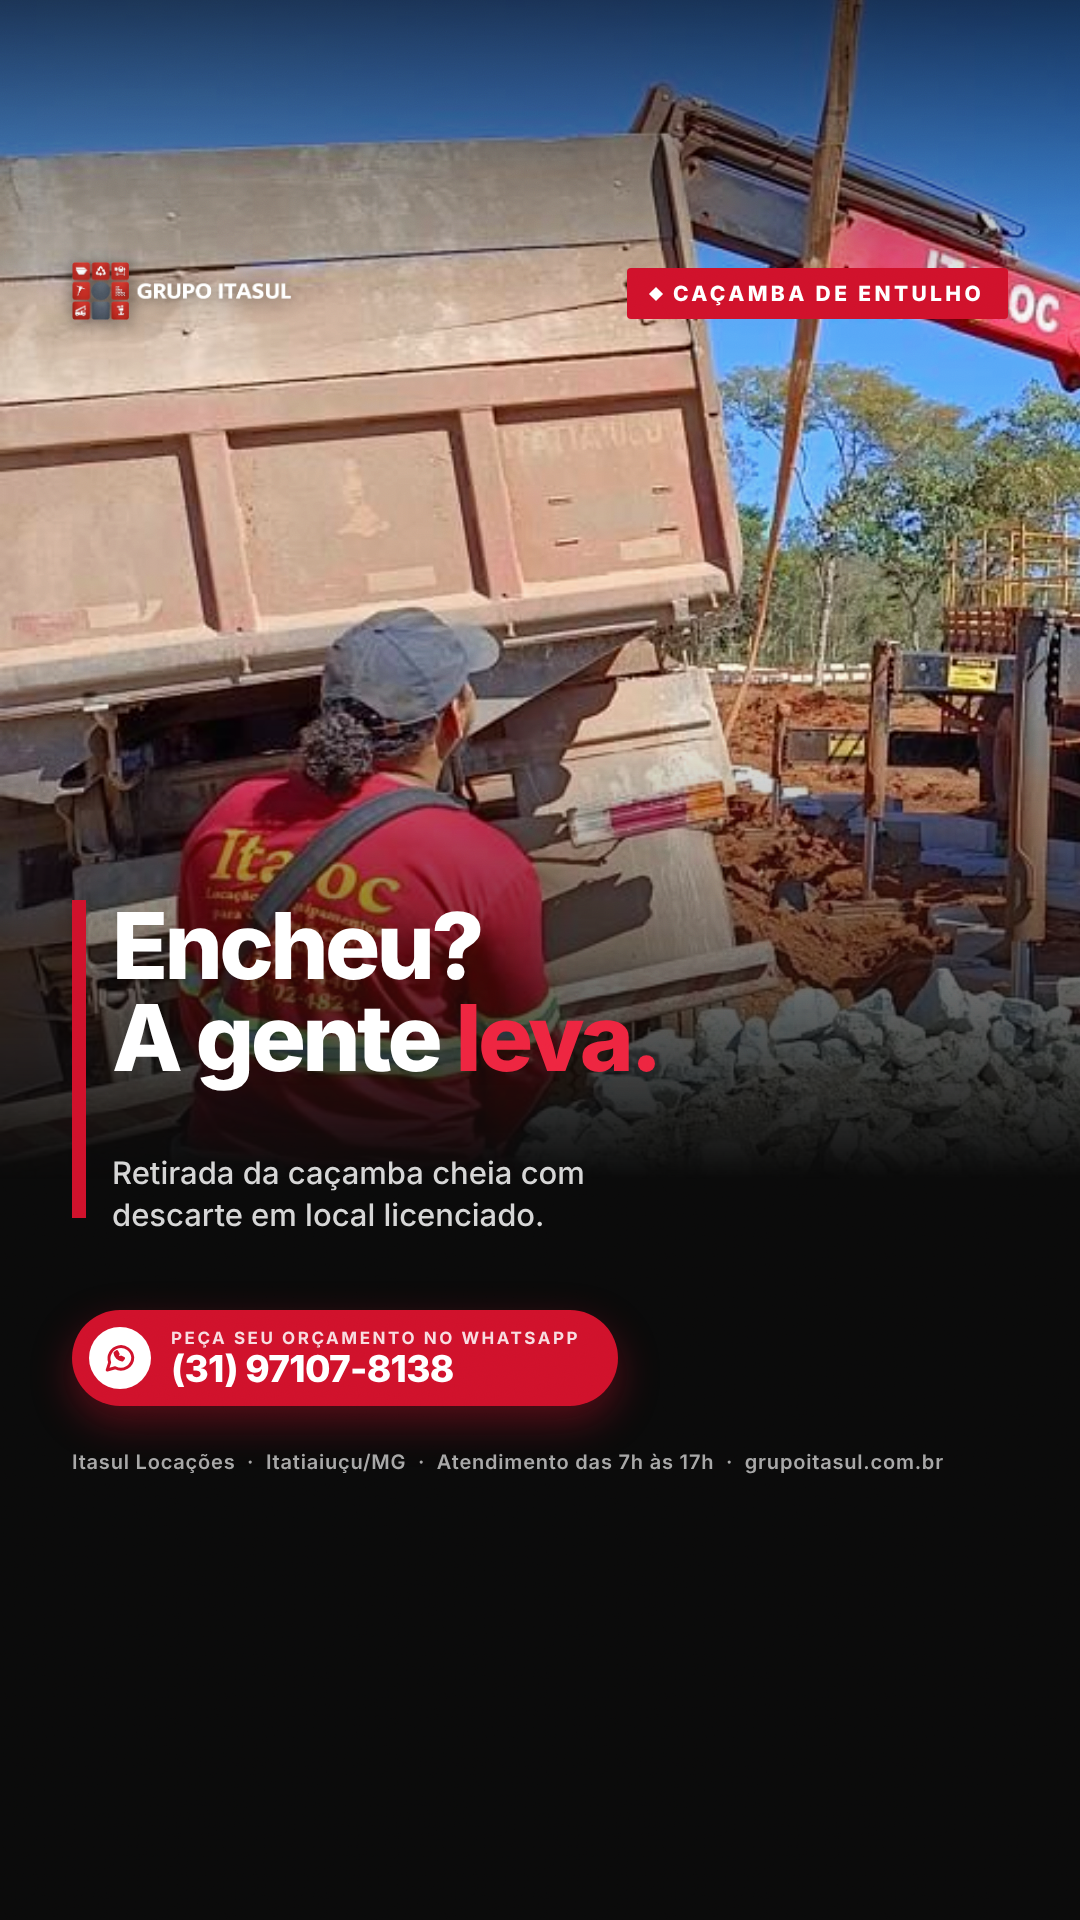 GRUPO ITASUL
◆ CAÇAMBA DE ENTULHO
OC
Encheu?
A gente leva.
Retirada da caçamba cheia com
descarte em local licenciado.
PEÇA SEU ORÇAMENTO NO WHATSAPP
(31) 97107-8138
Itasul Locações · Itatiaiuçu/MG · Atendimento das 7h às 17h · grupoitasul.com.br